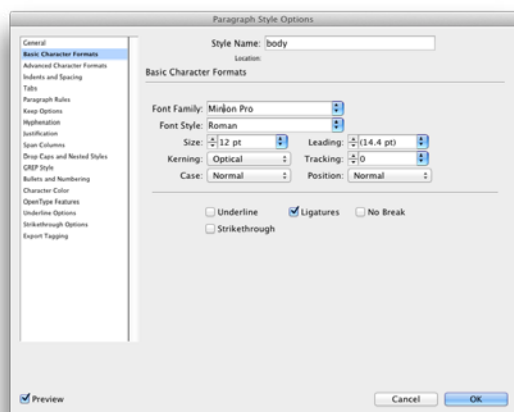 Paragraph Style Options
General
Basic Character Formats
Advanced Character Formats
Indents and Spacing
Tabs
Paragraph Rules
Keep Options
Hyphenation
Justification
Span Columns
Drop Caps and Nested Styles
GREP Style
Bullets and Numbering
Character Color
OpenType Features
Underline Options
Strikethrough Options
Export Tagging
Style Name: body
Location:
Basic Character Formats
Font Family: Minion Pro
Font Style: Roman
Size: 12 pt Leading: (14.4 pt)
Kerning: Optical Tracking: 0
Case: Normal Position: Normal
Underline Ligatures No Break
Strikethrough
Preview Cancel OK